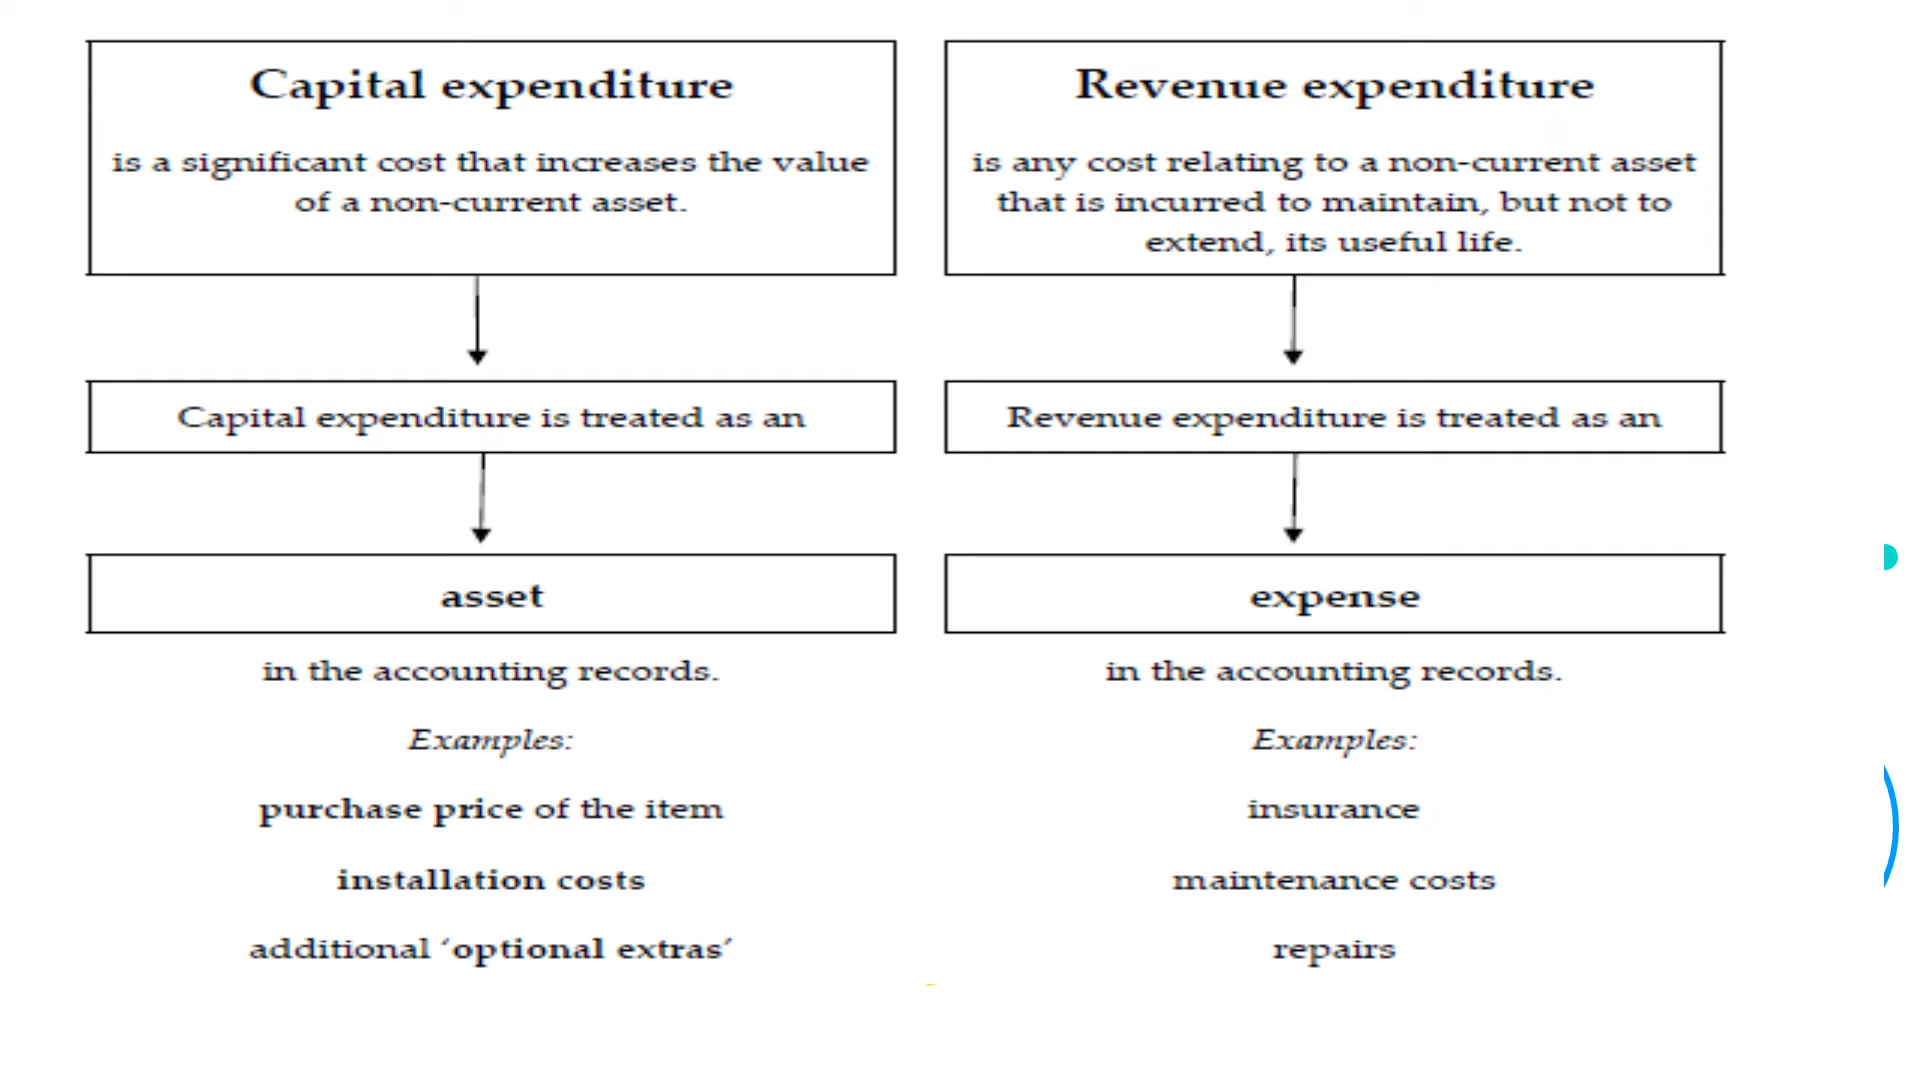 Capital expenditure
is a significant cost that increases the value
of a non-current asset.
Capital expenditure is treated as an
asset
in the accounting records.
Examples:
purchase price of the item
installation costs
additional ‘optional extras’
Revenue expenditure
is any cost relating to a non-current asset
that is incurred to maintain, but not to
extend, its useful life.
Revenue expenditure is treated as an
expense
in the accounting records.
Examples:
insurance
maintenance costs
repairs